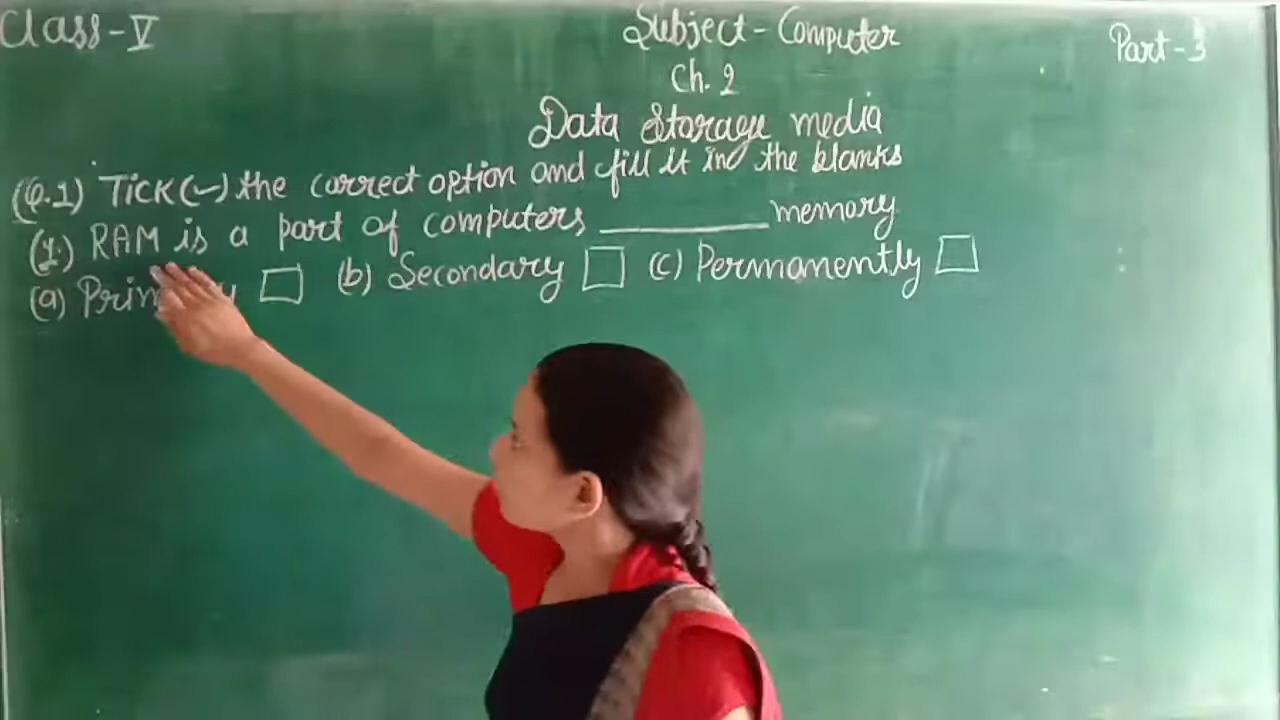 Class-V
Subject - Computer
Part-3
Ch. 2
Data Storage media
(Q.1) Tick (~) the correct option and fill it in the blanks
(1.) RAM is a part of computers ________ memory
(a) □ (b) Secondary □ (c) Permanently □